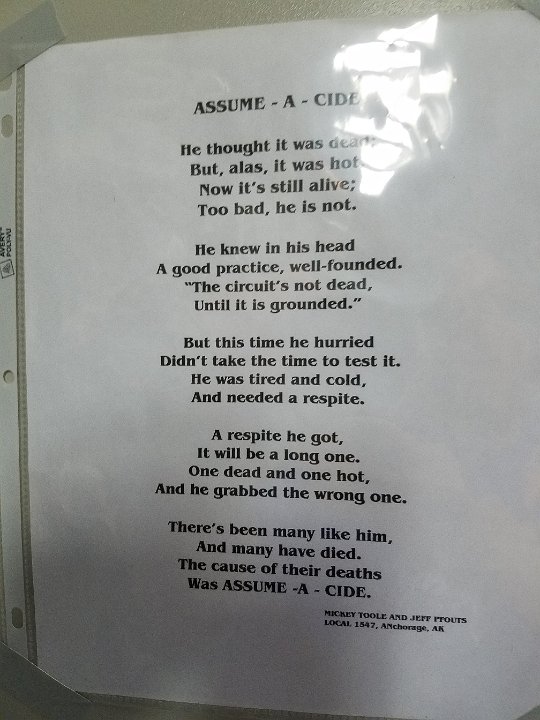 ASSUME - A - CIDE
He thought it was dead;
But, alas, it was hot
Now it's still alive;
Too bad, he is not.
He knew in his head
A good practice, well-founded.
"The circuit's not dead,
Until it is grounded."
But this time he hurried
Didn't take the time to test it.
He was tired and cold,
And needed a respite.
A respite he got,
It will be a long one.
One dead and one hot,
And he grabbed the wrong one.
There's been many like him,
And many have died.
The cause of their deaths
Was ASSUME -A - CIDE.
MICKEY TOOLE AND JEFF PFOUTS
LOCAL 1547, ANchorage, AK
AVERY
POLY-VU